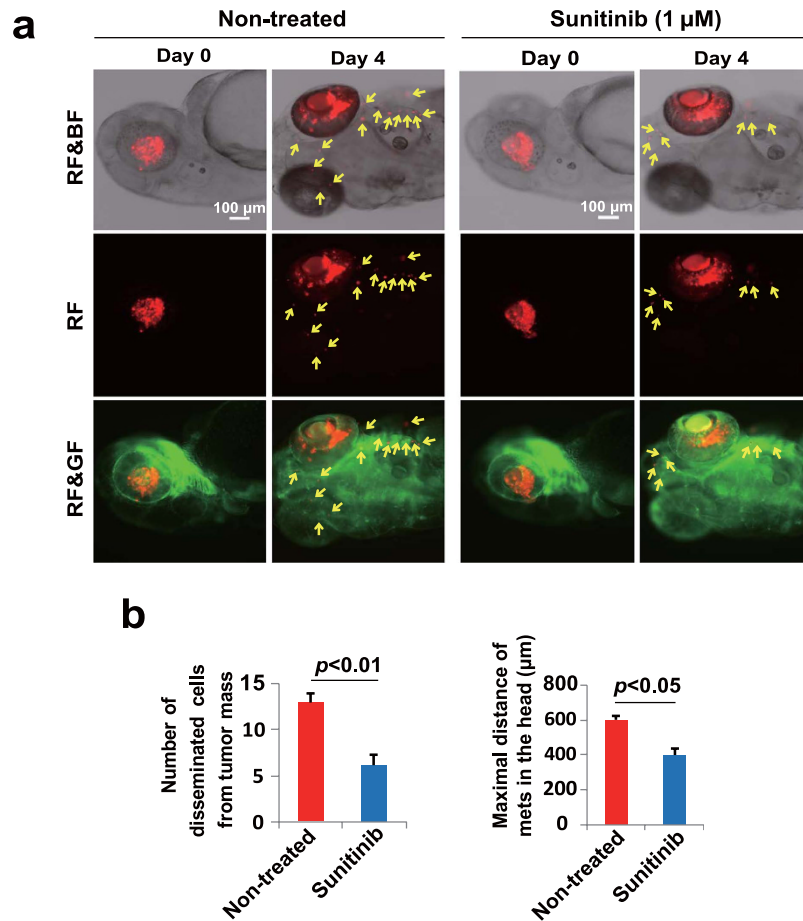 a
Non-treated
Sunitinib (1 µM)
Day 0
Day 4
Day 0
Day 4
RF&BF
100 µm
100 µm
RF
RF&GF
b
Number of
disseminated cells
from tumor mass
15
10
5
0
p<0.01
Non-treated
Sunitinib
Maximal distance of
mets in the head (µm)
800
600
400
200
0
p<0.05
Non-treated
Sunitinib